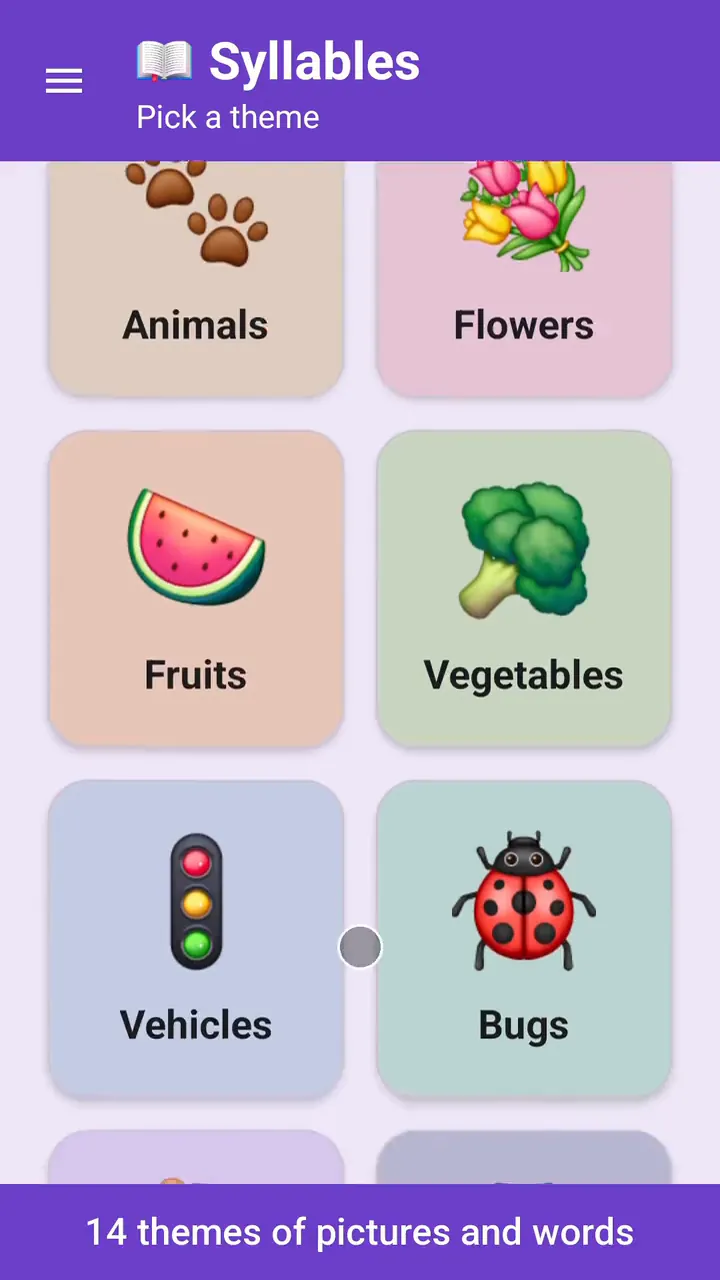 Syllables
Pick a theme
Animals
Flowers
Fruits
Vegetables
Vehicles
Bugs
14 themes of pictures and words